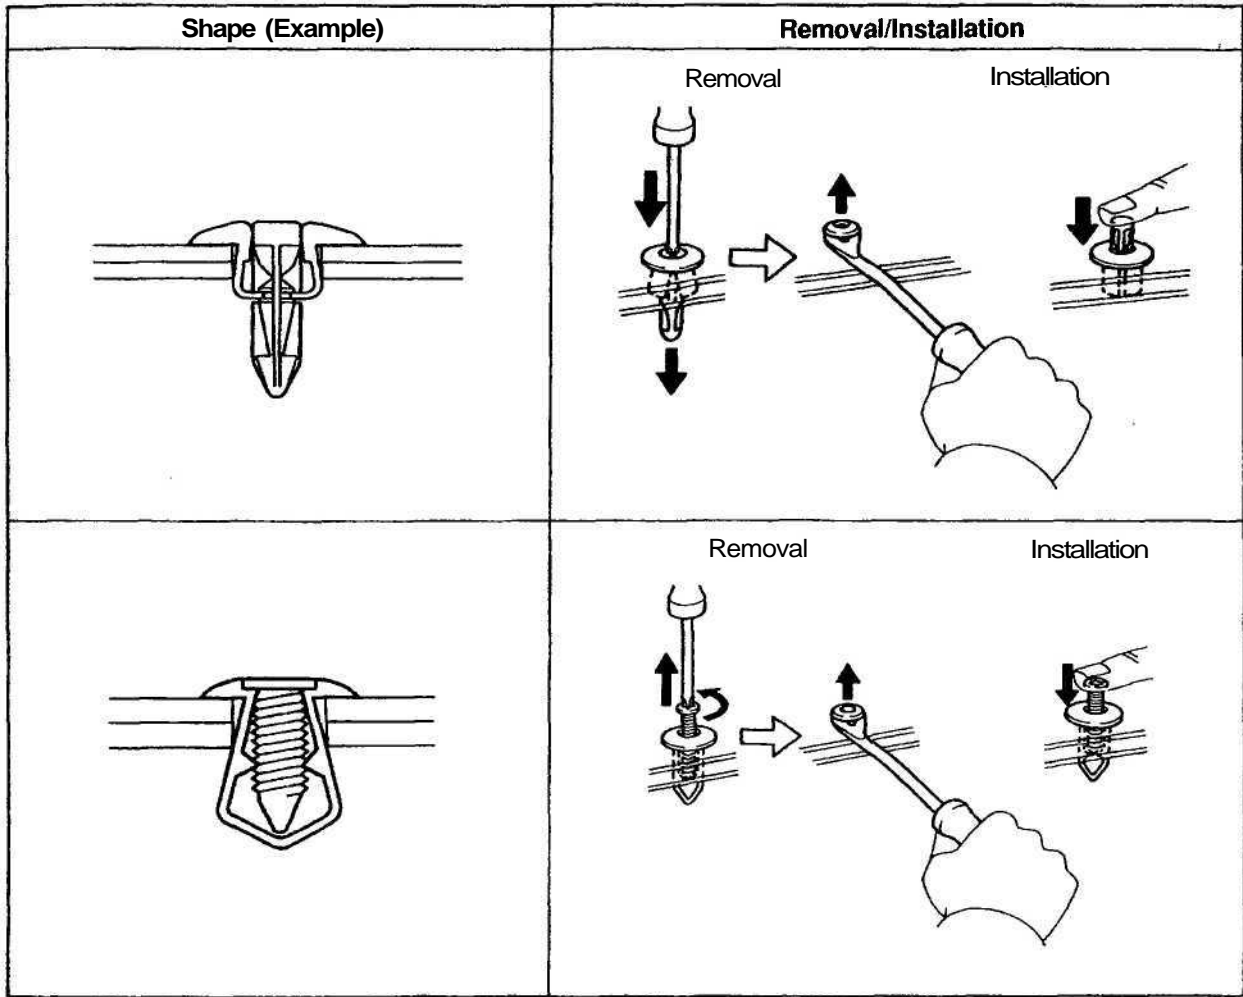 Shape (Example)
Removal/Installation
Removal
Installation
Removal
Installation